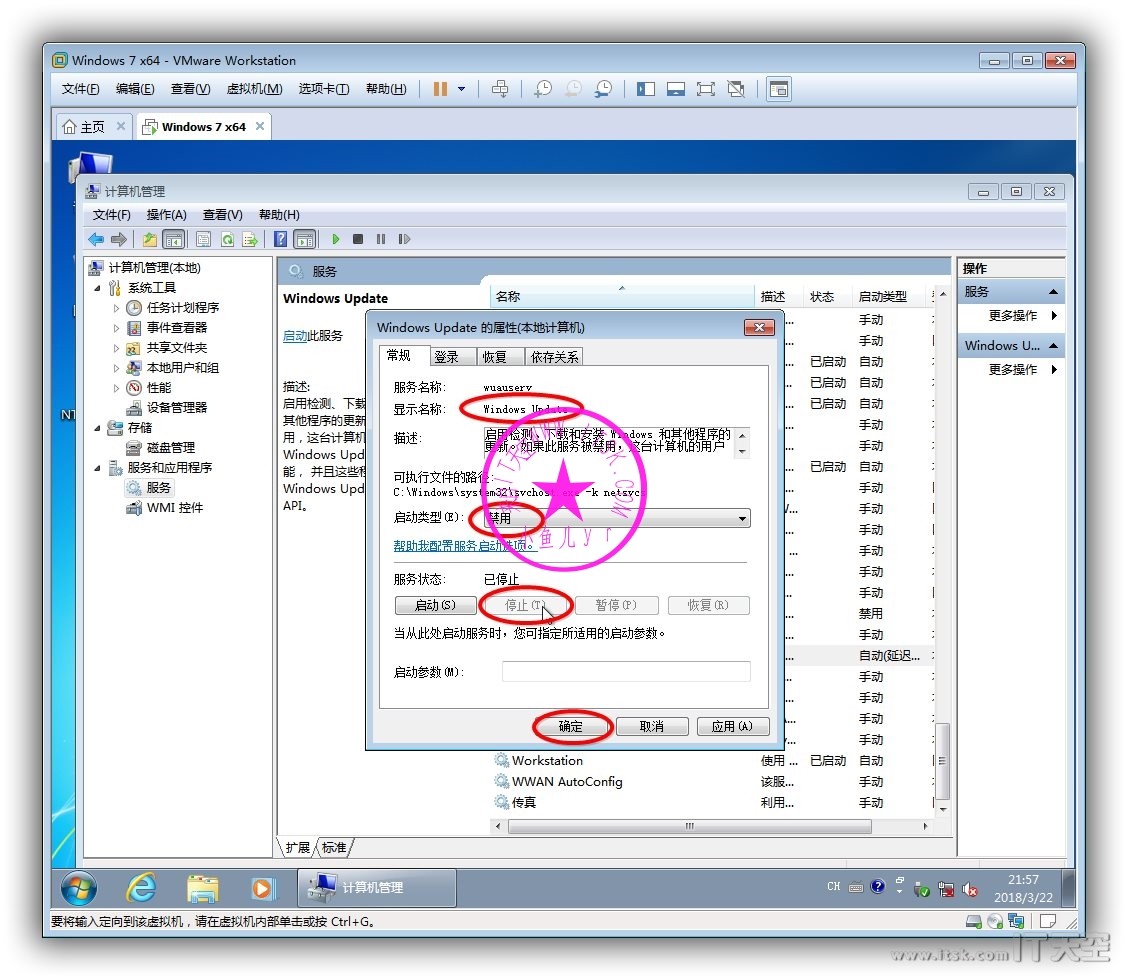 Windows 7 x64 - VMware Workstation
文件(F) 编辑(E) 查看(V) 虚拟机(M) 选项卡(T) 帮助(H)
主页 Windows 7 x64
计算机管理
文件(F) 操作(A) 查看(V) 帮助(H)
计算机管理(本地)
系统工具
任务计划程序
事件查看器
共享文件夹
本地用户和组
性能
设备管理器
存储
磁盘管理
服务和应用程序
服务
WMI 控件
服务
Windows Update
启动此服务
描述:
启用检测、下载
其他程序的更新
用，这台计算机
Windows Upd
能，并且这些程
Windows Upd
API。
名称 描述 状态 启动类型
手动
手动
已启动 自动
已启动 自动
已启动 自动
手动
手动
已启动 自动
手动
手动
手动
手动
手动
手动
禁用
手动
自动(延迟...
手动
手动
手动
手动
Workstation 使用 ... 已启动 自动
WWAN AutoConfig 该服... 手动
传真 利用... 手动
扩展 标准
操作
服务
更多操作
Windows U...
更多操作
Windows Update 的属性(本地计算机)
常规 登录 恢复 依存关系
服务名称: wuauserv
显示名称: Windows Update
描述: 启用检测、下载和安装 Windows 和其他程序的
更新。如果此服务被禁用，这台计算机的用户
可执行文件的路径:
C:\Windows\system32\svchost.exe -k netsvcs
启动类型(E): 禁用
帮助我配置服务启动选项。
服务状态: 已停止
启动(S) 停止(T) 暂停(P) 恢复(R)
当从此处启动服务时，您可指定所适用的启动参数。
启动参数(M):
确定 取消 应用(A)
小鱼儿yr
计算机管理
CH
21:57
2018/3/22
要将输入定向到该虚拟机，请在虚拟机内部单击或按 Ctrl+G。
www.itsk.com IT天空